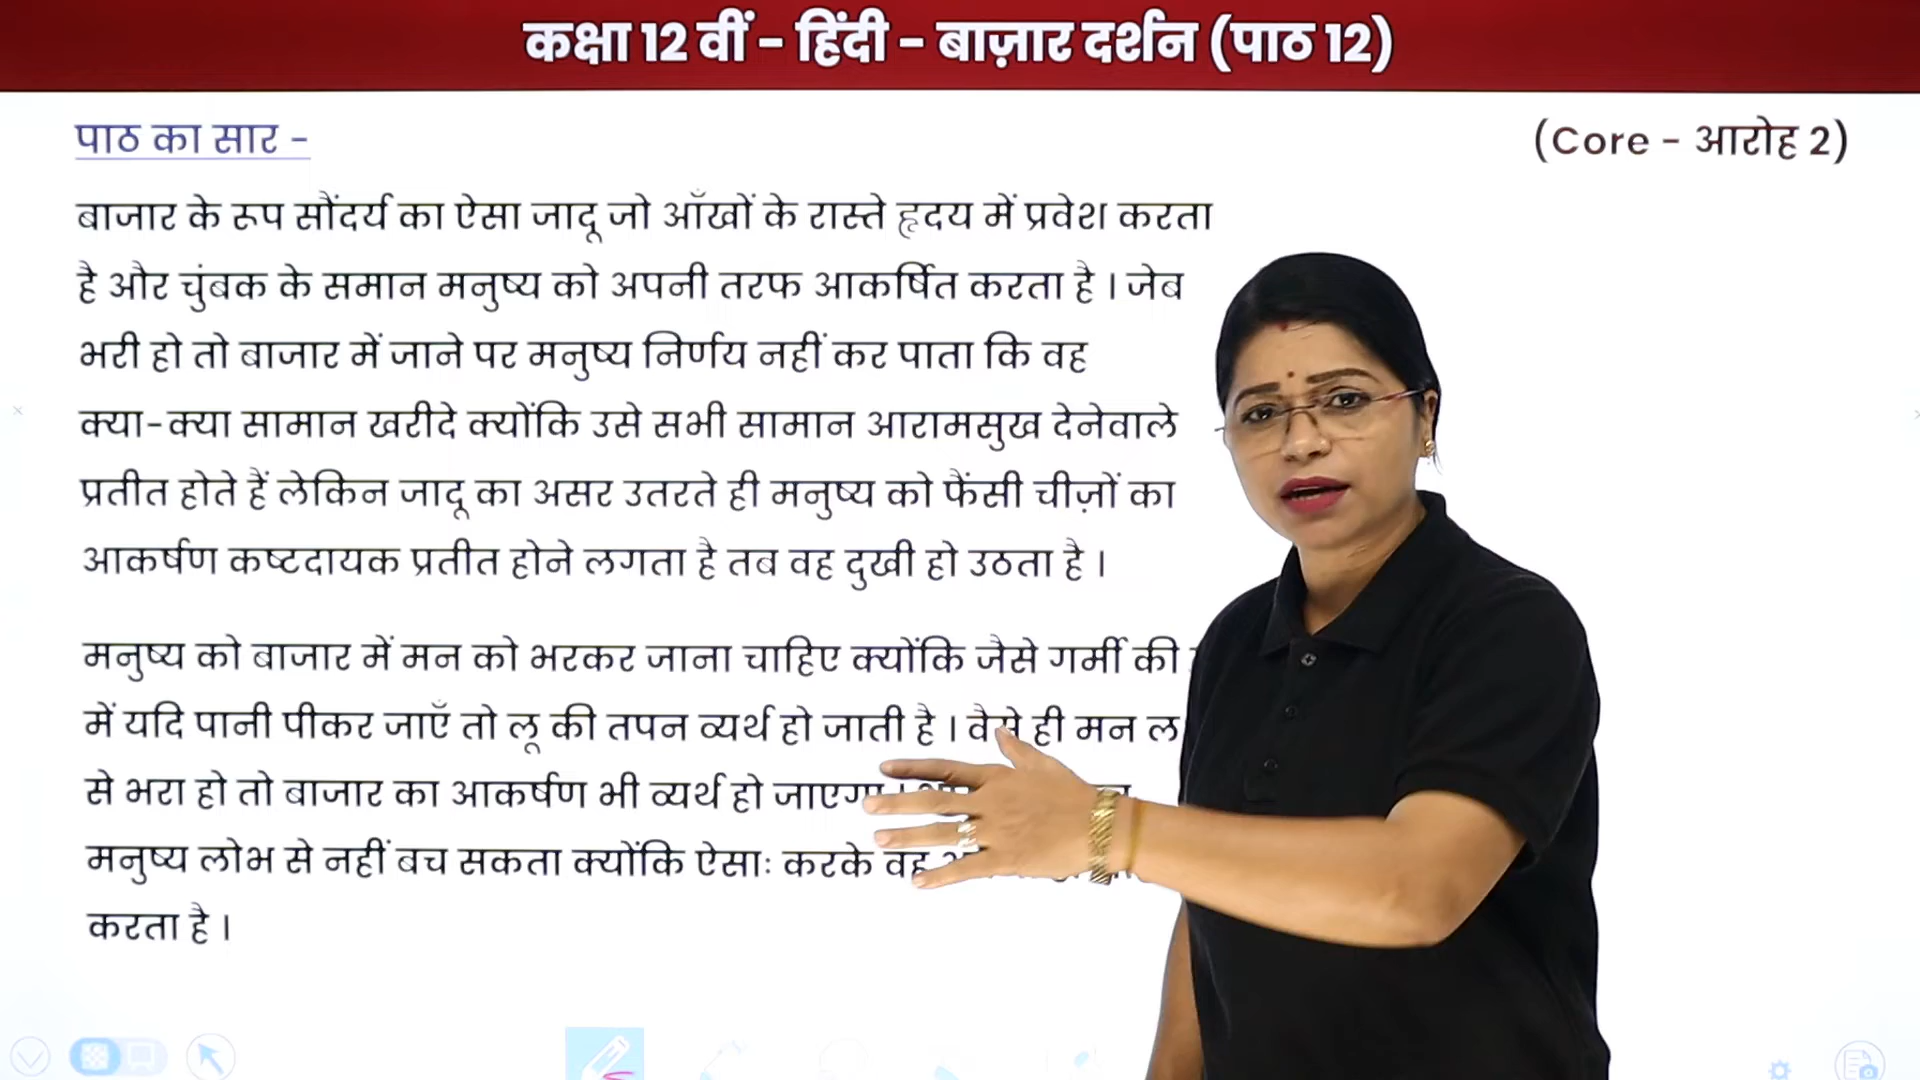 कक्षा 12 वीं - हिंदी - बाज़ार दर्शन (पाठ 12)
पाठ का सार -
(Core - आरोह 2)
बाजार के रूप सौंदर्य का ऐसा जादू जो आँखों के रास्ते हृदय में प्रवेश करता
है और चुंबक के समान मनुष्य को अपनी तरफ आकर्षित करता है । जेब
भरी हो तो बाजार में जाने पर मनुष्य निर्णय नहीं कर पाता कि वह
क्या-क्या सामान खरीदे क्योंकि उसे सभी सामान आरामसुख देनेवाले
प्रतीत होते हैं लेकिन जादू का असर उतरते ही मनुष्य को फैंसी चीज़ों का
आकर्षण कष्टदायक प्रतीत होने लगता है तब वह दुखी हो उठता है ।
मनुष्य को बाजार में मन को भरकर जाना चाहिए क्योंकि जैसे गर्मी की
में यदि पानी पीकर जाएँ तो लू की तपन व्यर्थ हो जाती है । वैसे ही मन
से भरा हो तो बाजार का आकर्षण भी व्यर्थ हो जाएगा ।
मनुष्य लोभ से नहीं बच सकता क्योंकि ऐसाः करके वह
करता है ।